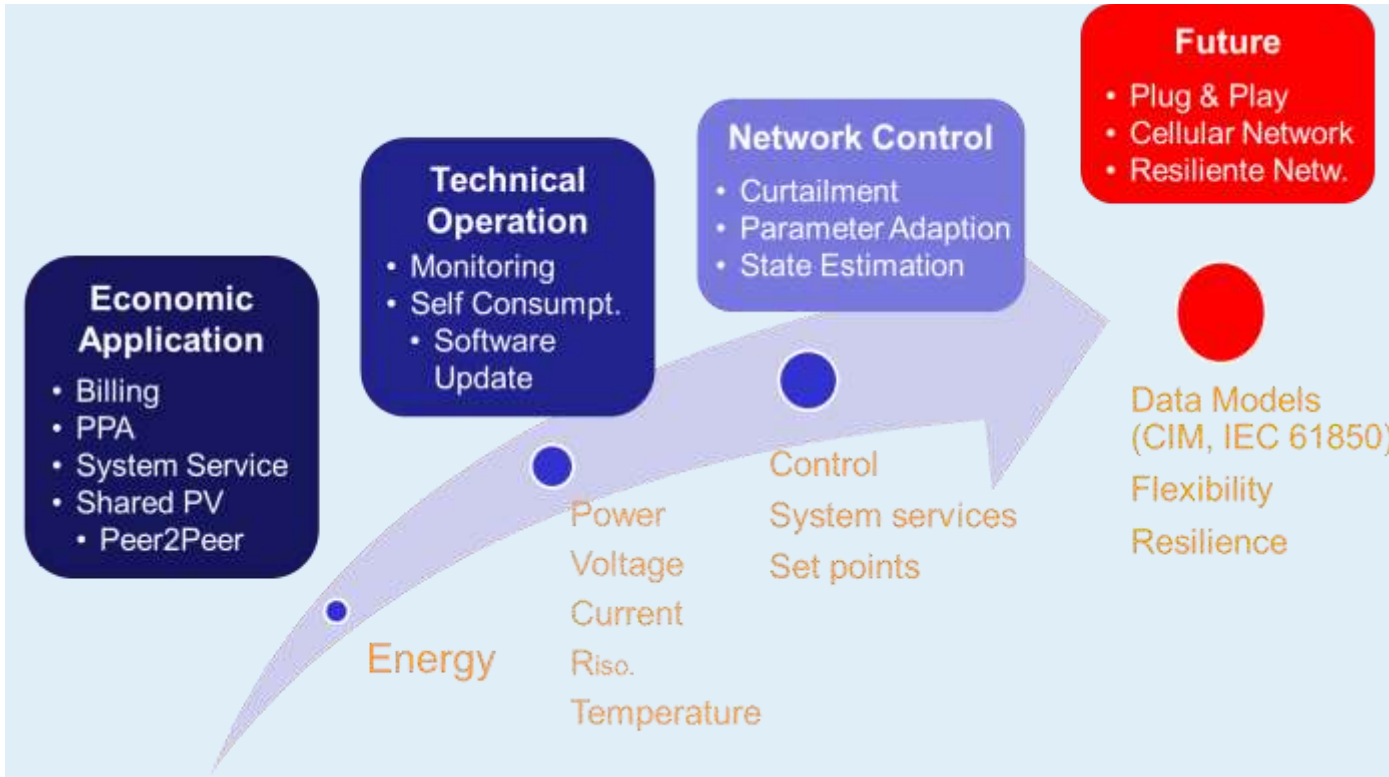 Economic
Application
• Billing
• PPA
• System Service
• Shared PV
• Peer2Peer
Energy
Technical
Operation
• Monitoring
• Self Consumpt.
• Software
Update
Power
Voltage
Current
Riso.
Temperature
Network Control
• Curtailment
• Parameter Adaption
• State Estimation
Control
System services
Set points
Future
• Plug & Play
• Cellular Network
• Resiliente Netw.
Data Models
(CIM, IEC 61850)
Flexibility
Resilience